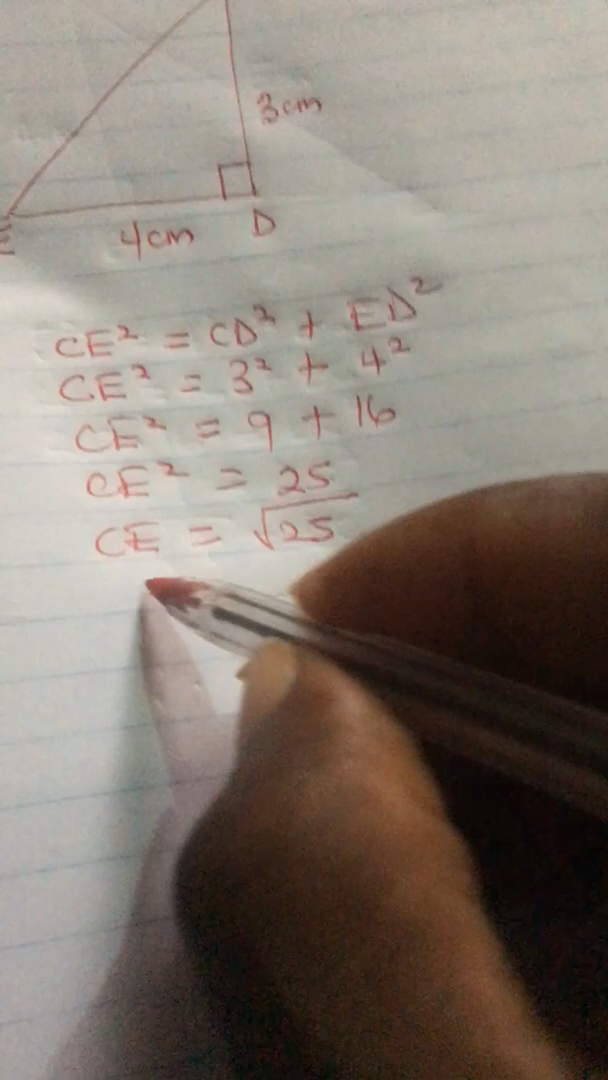 3cm
E
4cm D
CE² = CD² + ED²
CE² = 3² + 4²
CE² = 9 + 16
CE² = 25
CE = √25